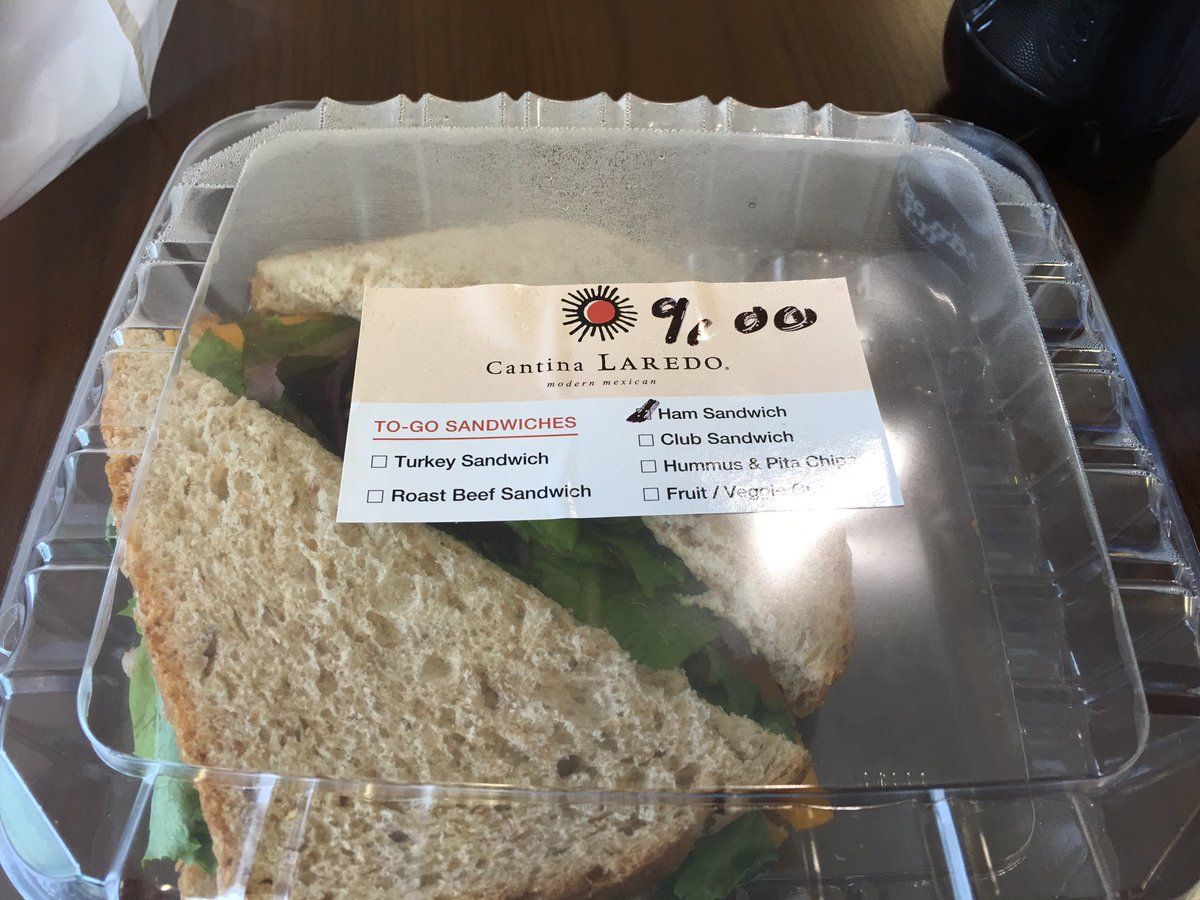 9.00
Cantina LAREDO.
modern mexican
TO-GO SANDWICHES
Turkey Sandwich
Roast Beef Sandwich
Ham Sandwich
Club Sandwich
Hummus & Pita Chips
Fruit / Veggie